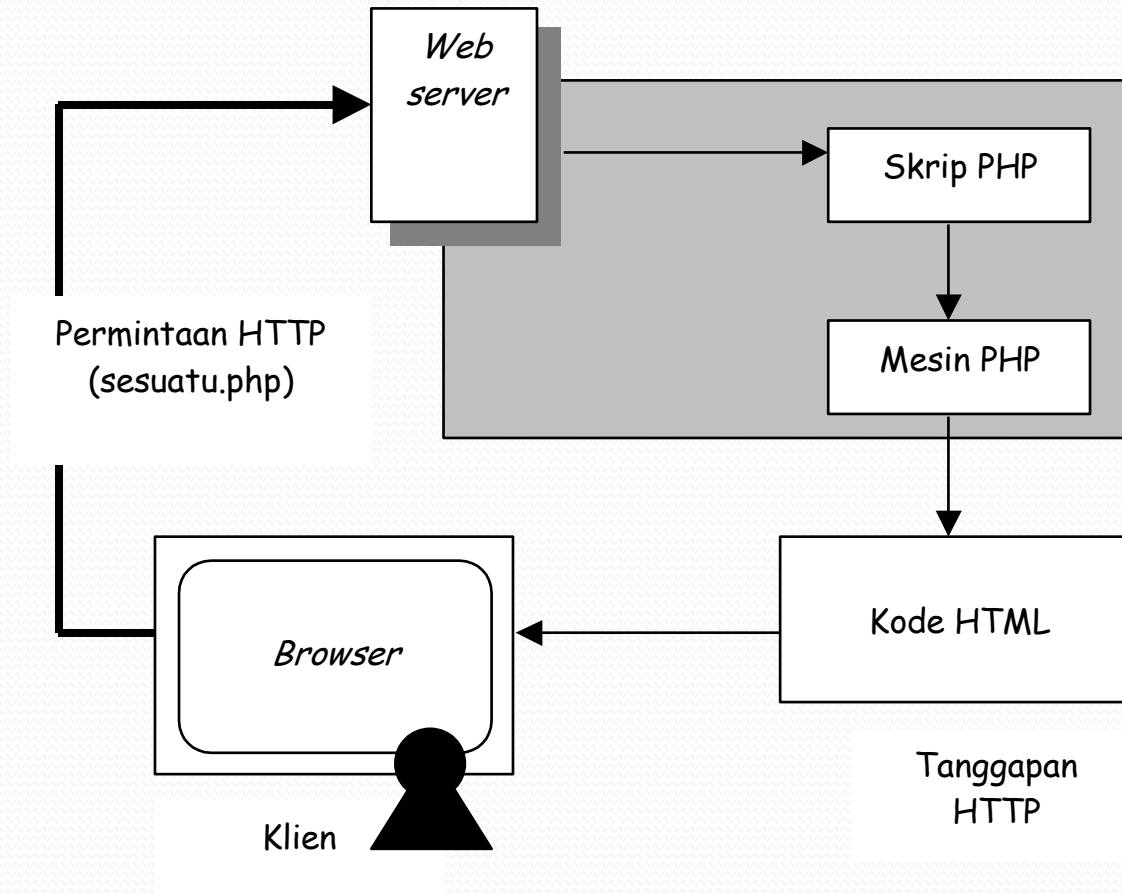 Web
server
Skrip PHP
Permintaan HTTP
(sesuatu.php)
Mesin PHP
Browser
Kode HTML
Tanggapan
HTTP
Klien